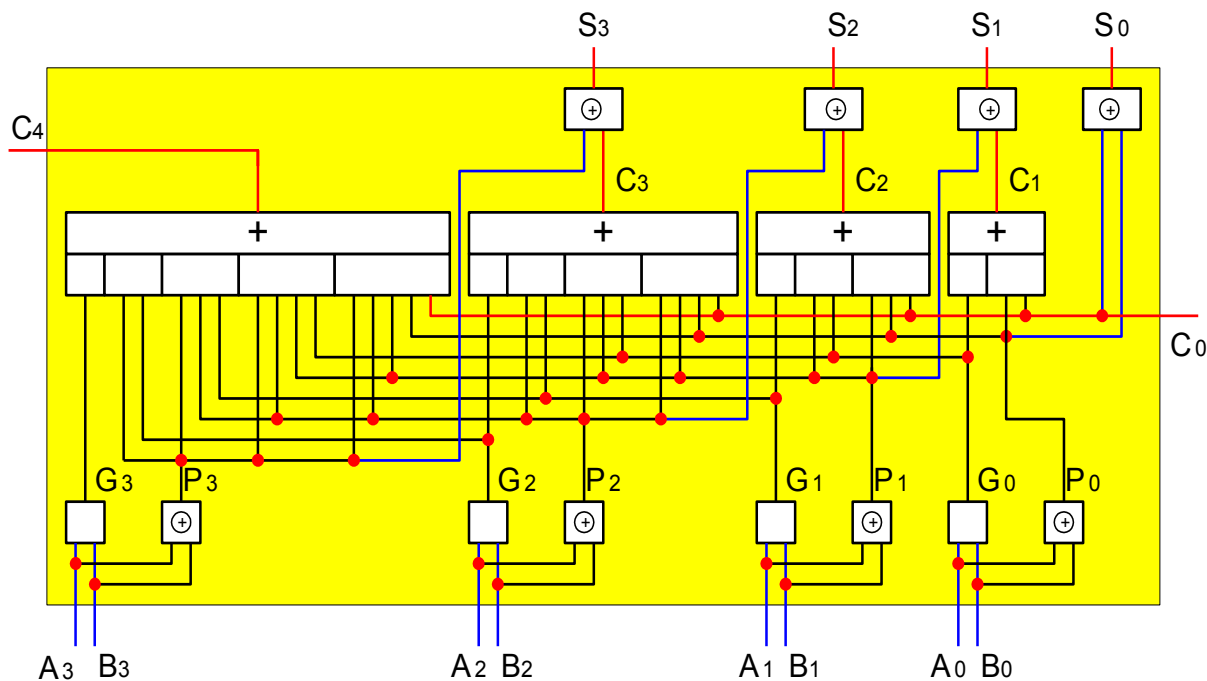 S3 S2 S1 S0
⊕ ⊕ ⊕ ⊕
C4
C3 C2 C1
+ + + +
C0
G3 P3 G2 P2 G1 P1 G0 P0
⊕ ⊕ ⊕ ⊕
A3 B3 A2 B2 A1 B1 A0 B0